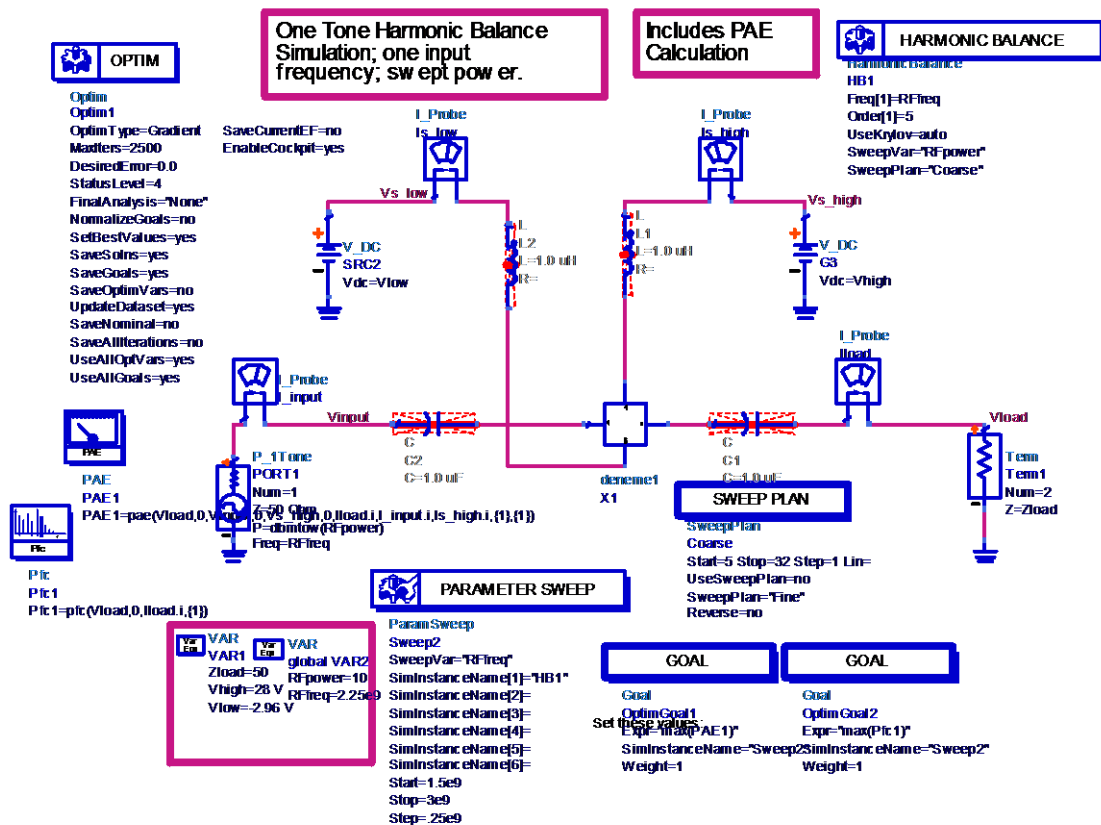 One Tone Harmonic Balance
Simulation; one input
frequency; swept power.
Includes PAE
Calculation
OPTIM
Optim
Optim1
OptimType=Gradient
MaxIters=2500
DesiredError=0.0
StatusLevel=4
FinalAnalysis="None"
NormalizeGoals=no
SetBestValues=yes
SaveSolns=yes
SaveGoals=yes
SaveOptimVars=no
UpdateDataset=yes
SaveNominal=no
SaveAllIterations=no
UseAllOptVars=yes
UseAllGoals=yes
SaveCurrentEF=no
EnableCockpit=yes
HARMONIC BALANCE
HarmonicBalance
HB1
Freq[1]=RFfreq
Order[1]=5
UseKrylov=auto
SweepVar="RFpower"
SweepPlan="Coarse"
I_Probe
Is_low
I_Probe
Is_high
Vs_low
Vs_high
V_DC
SRC2
Vdc=Vlow
L
L2
L=1.0 uH
R=
L
L1
L=1.0 uH
R=
V_DC
G3
Vdc=Vhigh
I_Probe
I_input
I_Probe
Iload
Vinput
Vload
C
C2
C=1.0 uF
deneme1
X1
C
C1
C=1.0 uF
Term
Term1
Num=2
Z=Zload
PAE
PAE
PAE1
PAE1=pae(Vload,0,Vinput,0,Vs_high,0,Iload.i,I_input.i,Is_high.i,{1},{1})
P_1Tone
PORT1
Num=1
Z=50 Ohm
P=dbmtow(RFpower)
Freq=RFfreq
Pfc
Pfc
Pfc1
Pfc1=pfc(Vload,0,Iload.i,{1})
SWEEP PLAN
SweepPlan
Coarse
Start=5 Stop=32 Step=1 Lin=
UseSweepPlan=no
SweepPlan="Fine"
Reverse=no
PARAMETER SWEEP
ParamSweep
Sweep2
SweepVar="RFfreq"
SimInstanceName[1]="HB1"
SimInstanceName[2]=
SimInstanceName[3]=
SimInstanceName[4]=
SimInstanceName[5]=
SimInstanceName[6]=
Start=1.5e9
Stop=3e9
Step=.25e9
Var
Eqn
VAR
VAR1
Zload=50
Vhigh=28 V
Vlow=-2.96 V
Var
Eqn
VAR
global VAR2
RFpower=10
RFfreq=2.25e9
Set these values:
GOAL
Goal
OptimGoal1
Expr="max(PAE1)"
SimInstanceName="Sweep2"
Weight=1
GOAL
Goal
OptimGoal2
Expr="max(Pfc1)"
SimInstanceName="Sweep2"
Weight=1